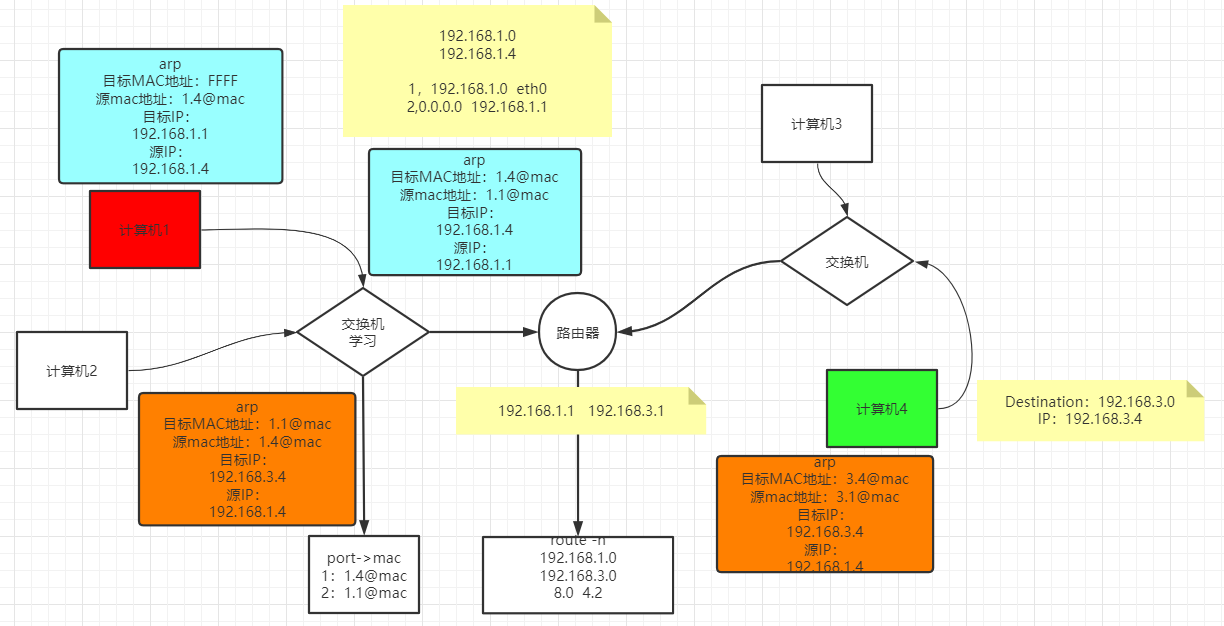 192.168.1.0
192.168.1.4
1，192.168.1.0 eth0
2,0.0.0.0 192.168.1.1
arp
目标MAC地址：FFFF
源mac地址：1.4@mac
目标IP：
192.168.1.1
源IP：
192.168.1.4
计算机1
arp
目标MAC地址：1.4@mac
源mac地址：1.1@mac
目标IP：
192.168.1.4
源IP：
192.168.1.1
计算机3
交换机
交换机
学习
路由器
计算机2
192.168.1.1 192.168.3.1
计算机4
Destination：192.168.3.0
IP：192.168.3.4
arp
目标MAC地址：1.1@mac
源mac地址：1.4@mac
目标IP：
192.168.3.4
源IP：
192.168.1.4
arp
目标MAC地址：3.4@mac
源mac地址：3.1@mac
目标IP：
192.168.3.4
源IP：
192.168.1.4
port->mac
1：1.4@mac
2：1.1@mac
route -n
192.168.1.0
192.168.3.0
8.0 4.2